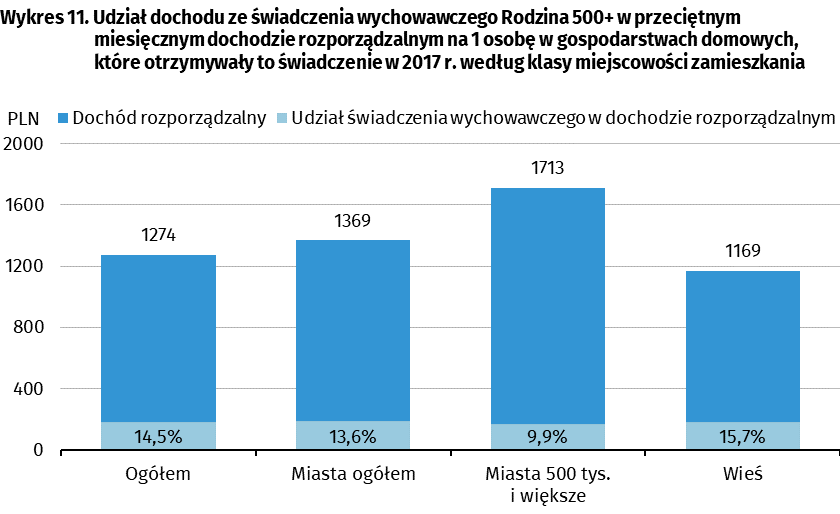 Wykres 11. Udział dochodu ze świadczenia wychowawczego Rodzina 500+ w przeciętnym
miesięcznym dochodzie rozporządzalnym na 1 osobę w gospodarstwach domowych,
które otrzymywały to świadczenie w 2017 r. według klasy miejscowości zamieszkania
PLN
Dochód rozporządzalny
Udział świadczenia wychowawczego w dochodzie rozporządzalnym
2000
1600
1200
800
400
0
1274
1369
1713
1169
14,5%
13,6%
9,9%
15,7%
Ogółem
Miasta ogółem
Miasta 500 tys.
i większe
Wieś